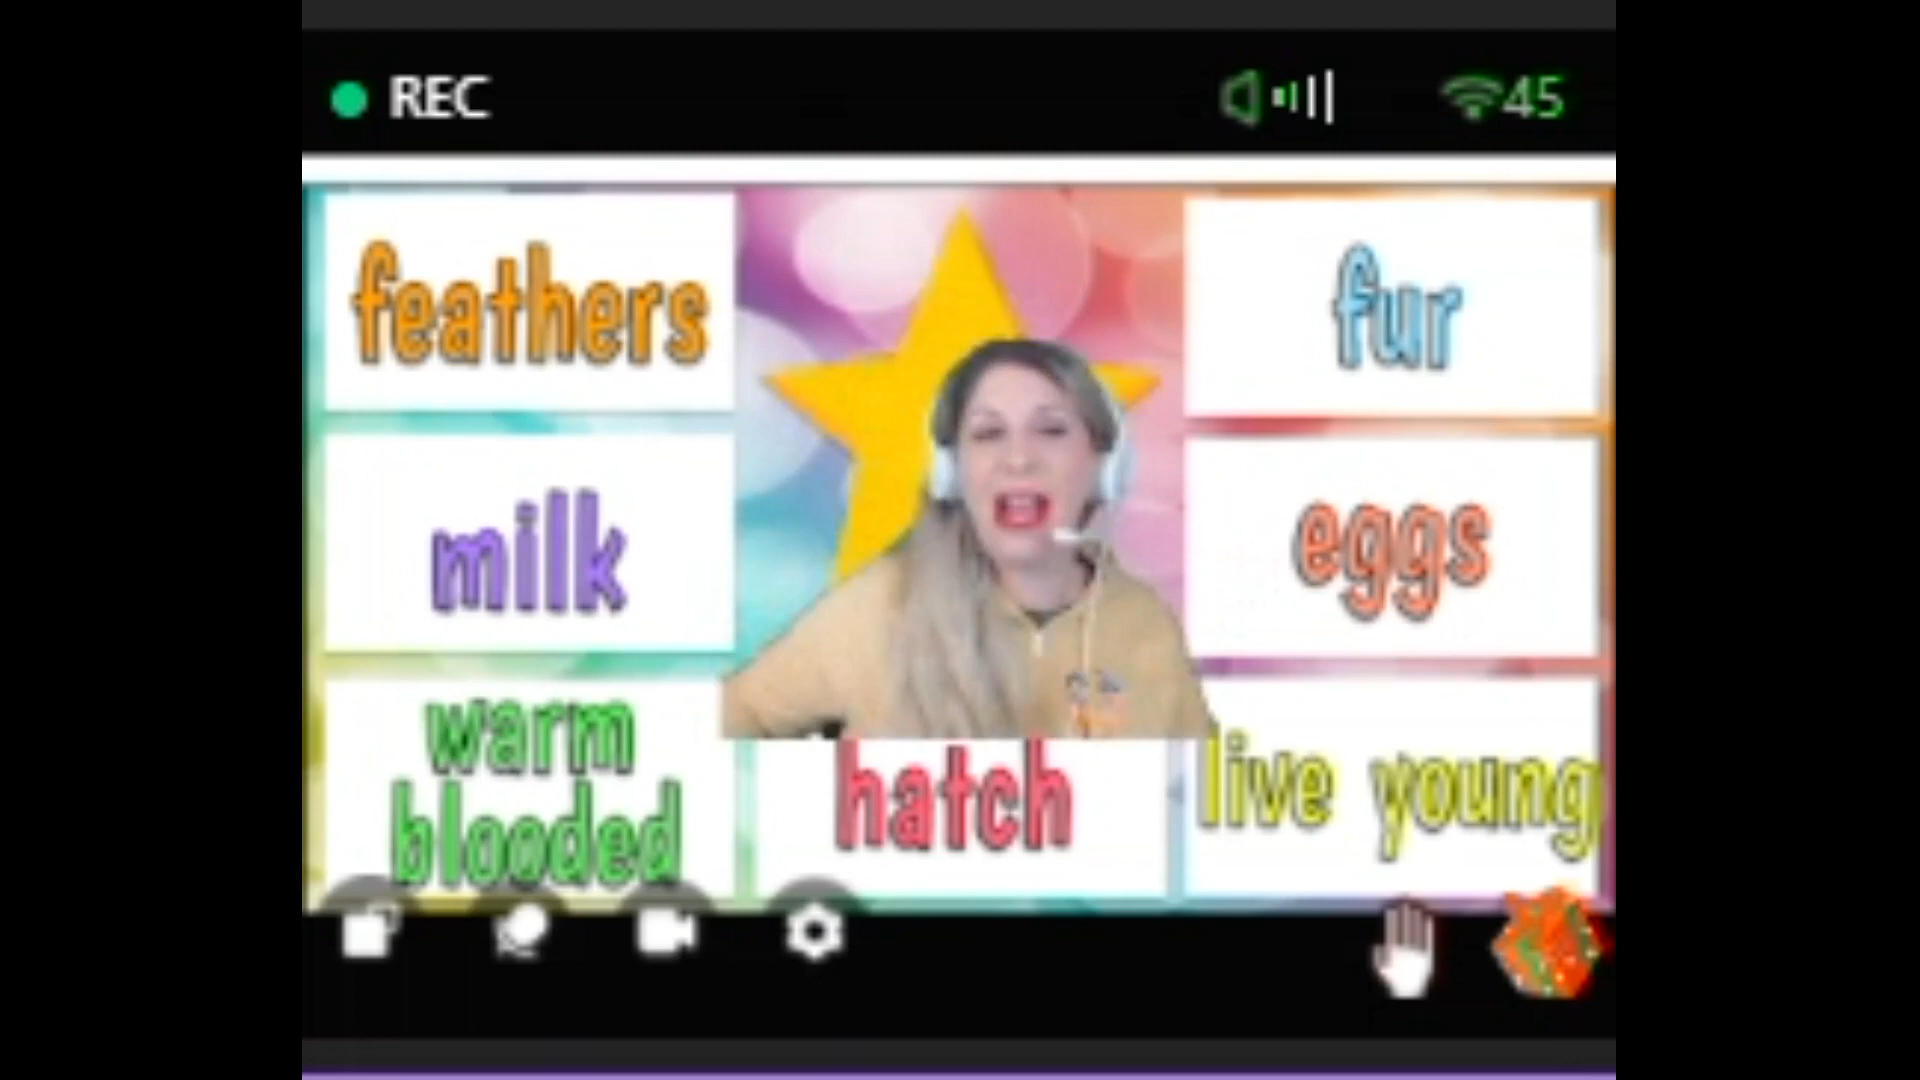 REC
45
feathers
fur
milk
eggs
warm
blooded
hatch
live young